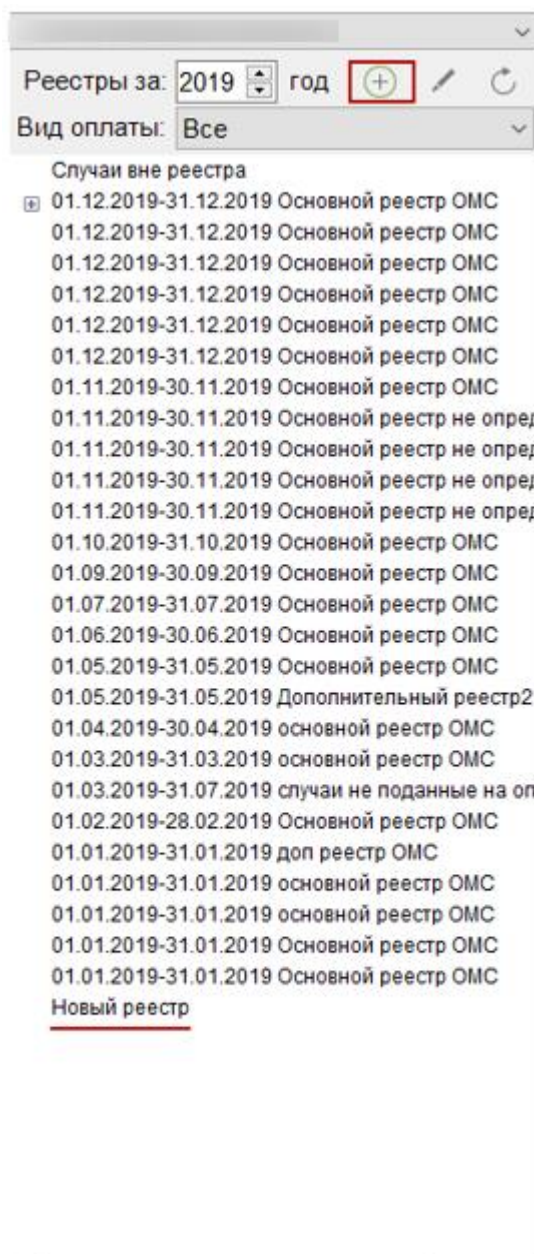 Реестры за: 2019 год
Вид оплаты: Все
Случаи вне реестра
01.12.2019-31.12.2019 Основной реестр ОМС
01.12.2019-31.12.2019 Основной реестр ОМС
01.12.2019-31.12.2019 Основной реестр ОМС
01.12.2019-31.12.2019 Основной реестр ОМС
01.12.2019-31.12.2019 Основной реестр ОМС
01.12.2019-31.12.2019 Основной реестр ОМС
01.11.2019-30.11.2019 Основной реестр ОМС
01.11.2019-30.11.2019 Основной реестр не опред
01.11.2019-30.11.2019 Основной реестр не опред
01.11.2019-30.11.2019 Основной реестр не опред
01.11.2019-30.11.2019 Основной реестр не опред
01.10.2019-31.10.2019 Основной реестр ОМС
01.09.2019-30.09.2019 Основной реестр ОМС
01.07.2019-31.07.2019 Основной реестр ОМС
01.06.2019-30.06.2019 Основной реестр ОМС
01.05.2019-31.05.2019 Основной реестр ОМС
01.05.2019-31.05.2019 Дополнительный реестр2
01.04.2019-30.04.2019 основной реестр ОМС
01.03.2019-31.03.2019 основной реестр ОМС
01.03.2019-31.07.2019 случаи не поданные на оп
01.02.2019-28.02.2019 Основной реестр ОМС
01.01.2019-31.01.2019 доп реестр ОМС
01.01.2019-31.01.2019 основной реестр ОМС
01.01.2019-31.01.2019 основной реестр ОМС
01.01.2019-31.01.2019 Основной реестр ОМС
01.01.2019-31.01.2019 Основной реестр ОМС
Новый реестр